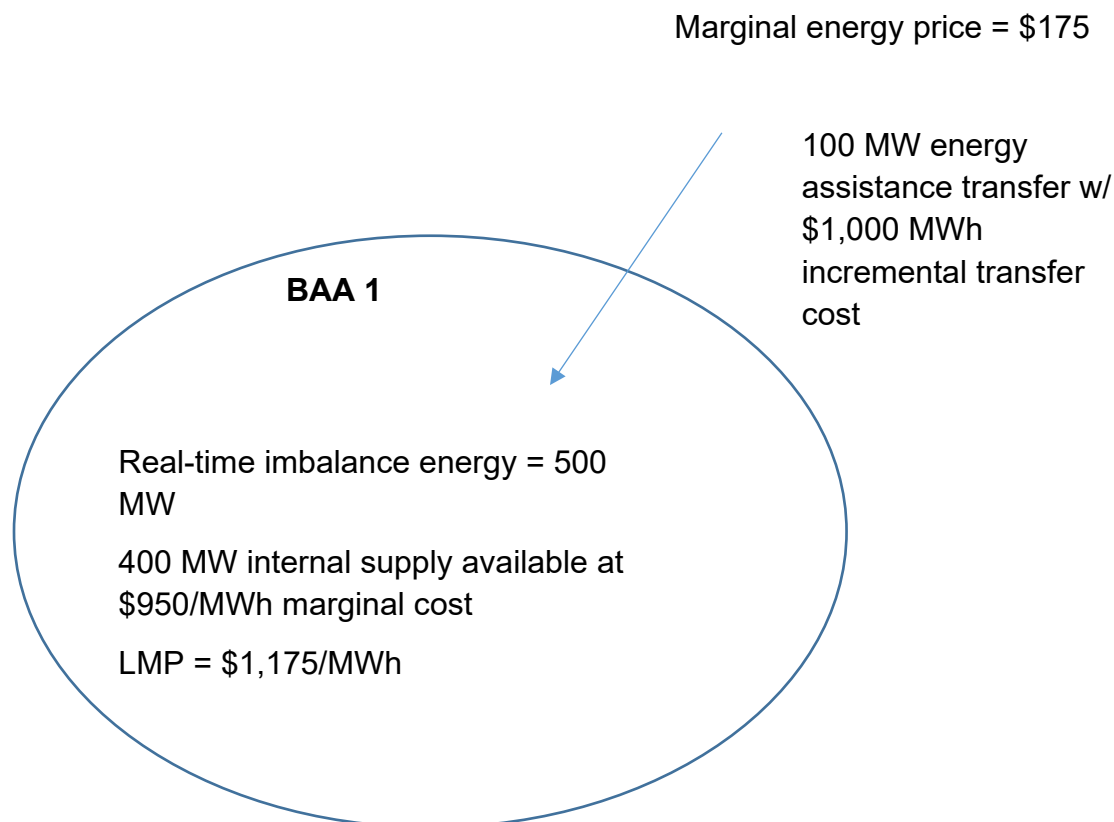 Marginal energy price = $175
100 MW energy
assistance transfer w/
$1,000 MWh
incremental transfer
cost
BAA 1
Real-time imbalance energy = 500
MW
400 MW internal supply available at
$950/MWh marginal cost
LMP = $1,175/MWh